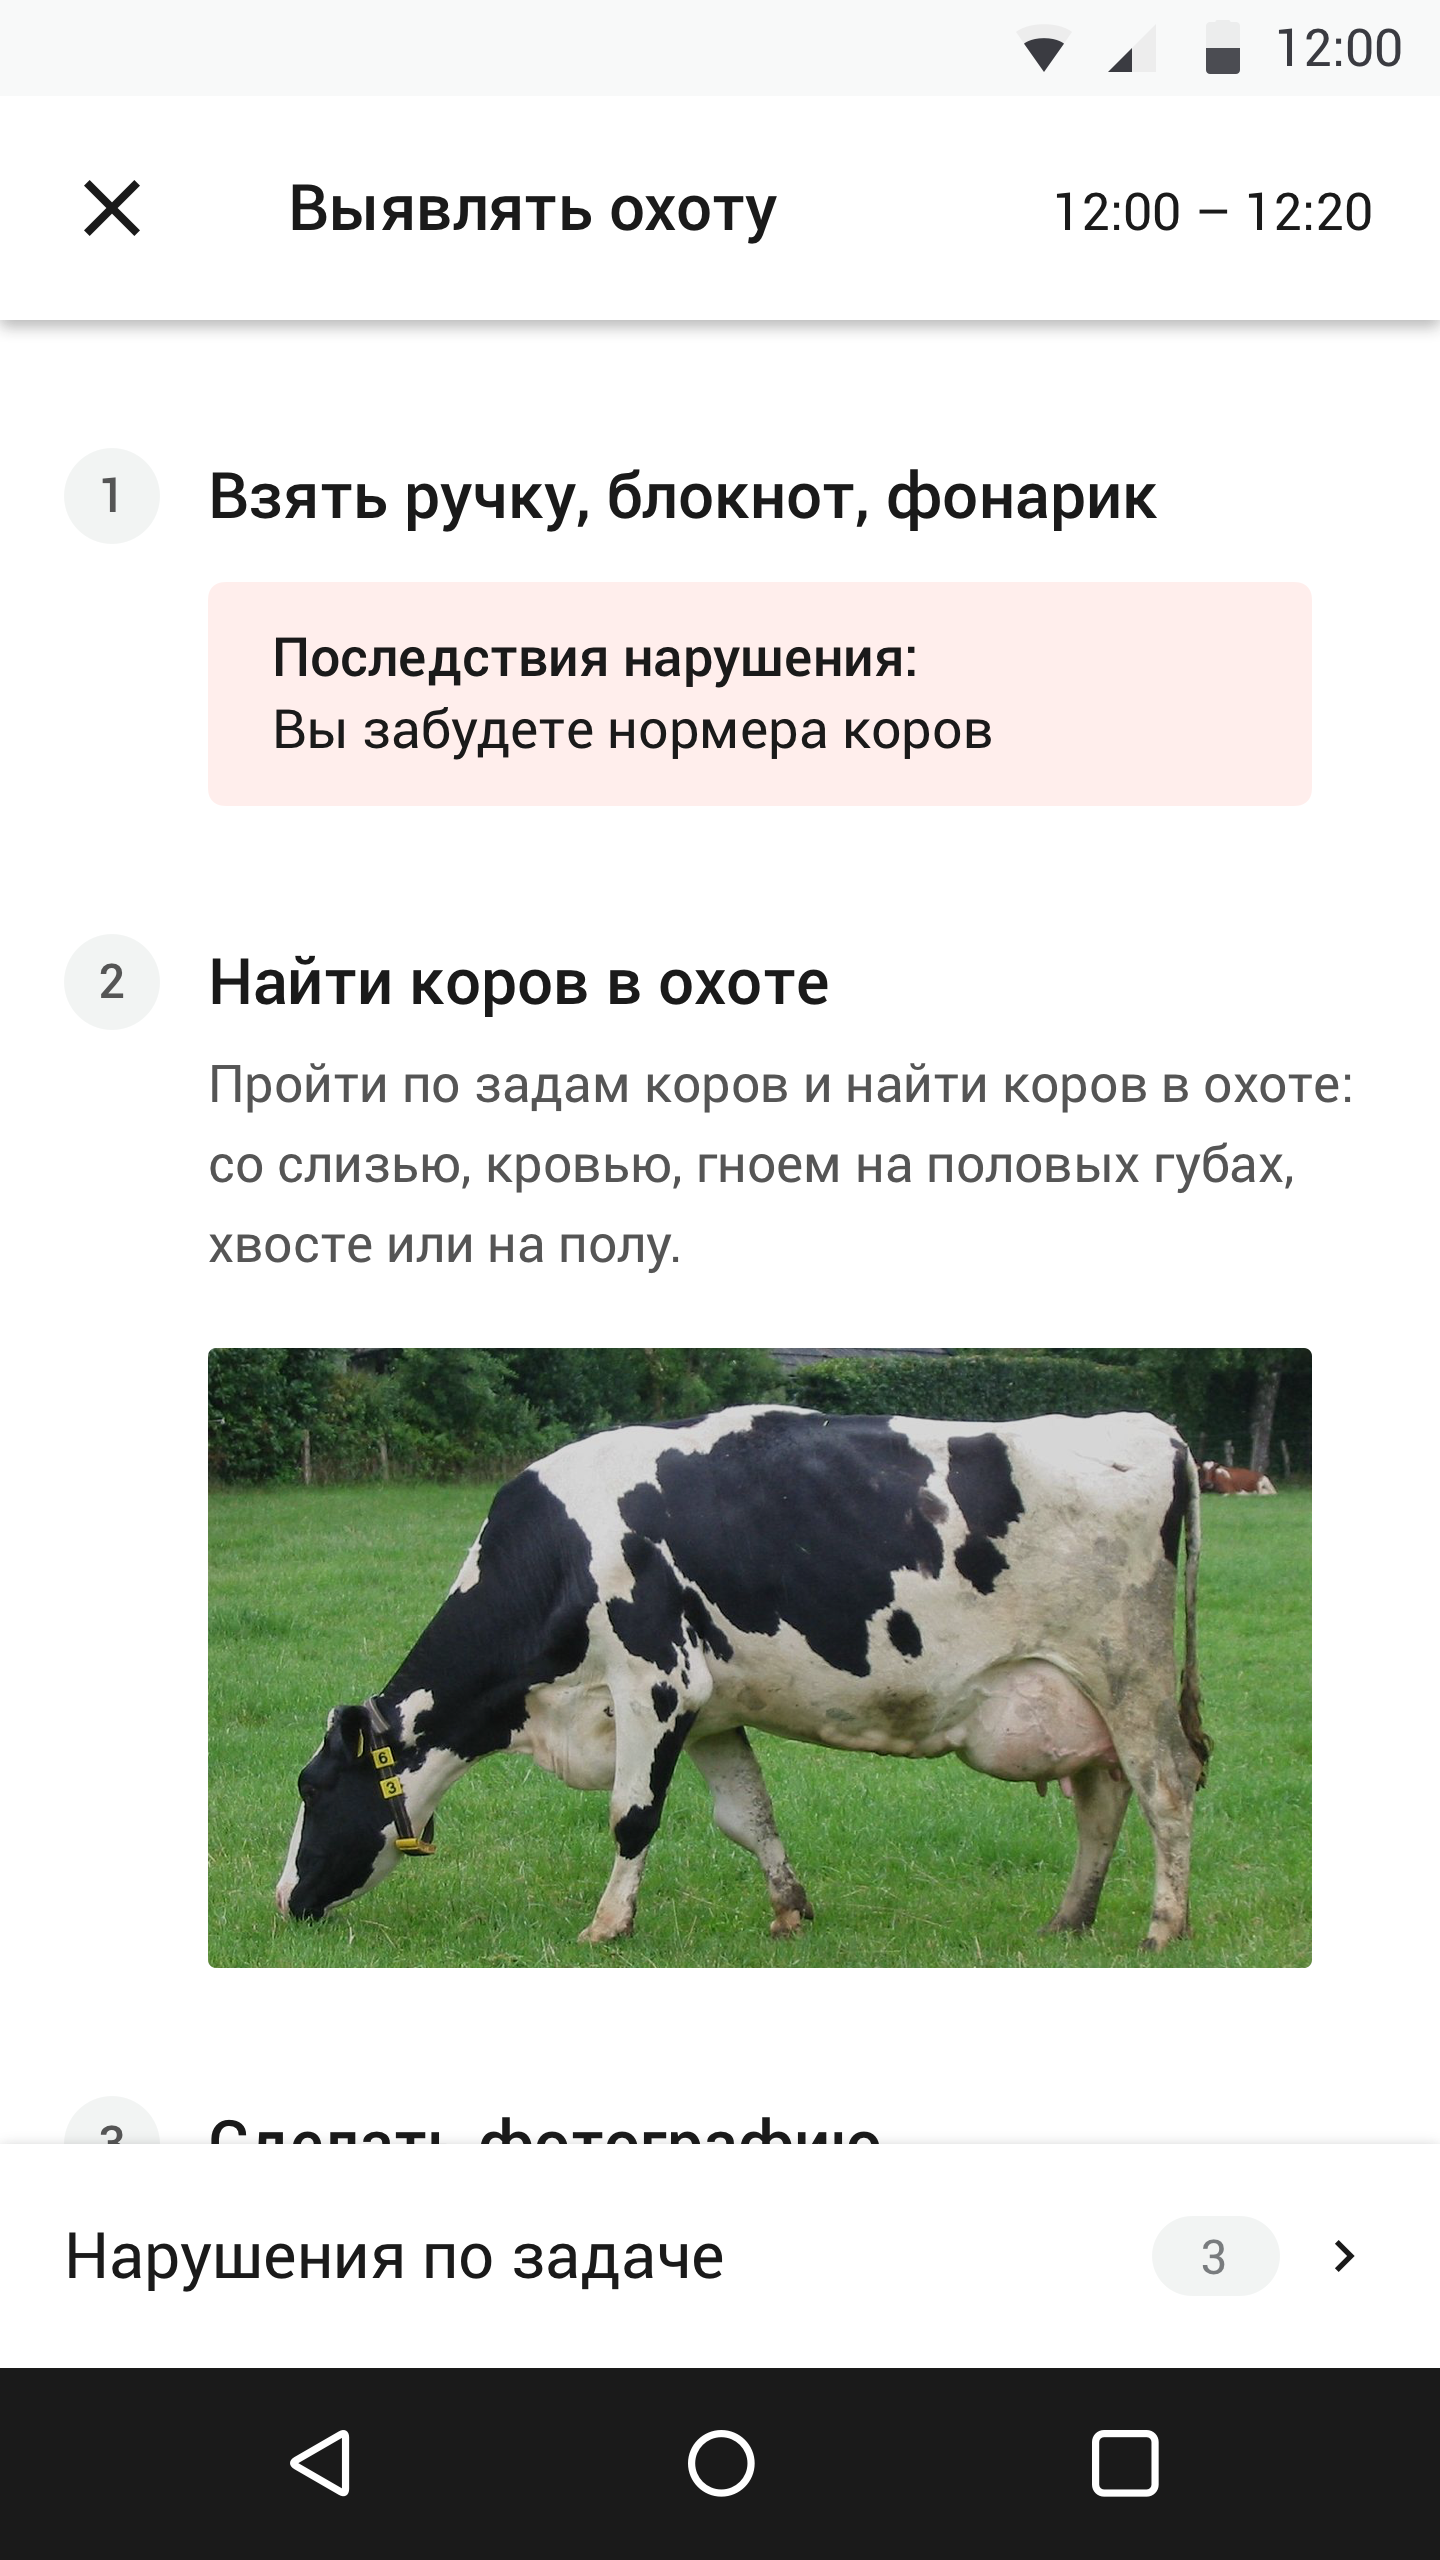 12:00
Выявлять охоту
12:00 – 12:20
1
Взять ручку, блокнот, фонарик
Последствия нарушения:
Вы забудете нормера коров
2
Найти коров в охоте
Пройти по задам коров и найти коров в охоте:
со слизью, кровью, гноем на половых губах,
хвосте или на полу.
6
3
3
Сделать фотографию
Нарушения по задаче
3